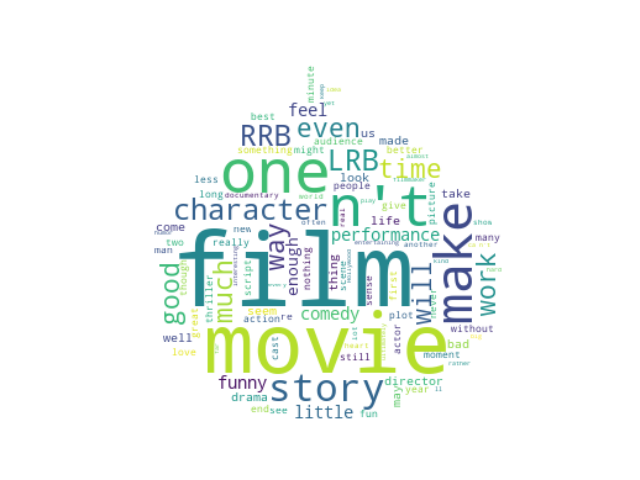 minute
best
feel
RRB
even
us
made
something
might
audience
LRB
better
time
less
one
look
people
n't
long
documentary
world
play
give
picture
take
character
often
real
life
come
new
way
performance
many
two
really
film
enough
nothing
thing
entertaining
another
man
interesting
scene
make
though
good
thriller
much
script
sense
first
will
never
work
great
seem
action
re
comedy
plot
without
well
movie
cast
still
actor
bad
love
heart
moment
rather
funny
story
director
drama
may
year
end
see
little
fun